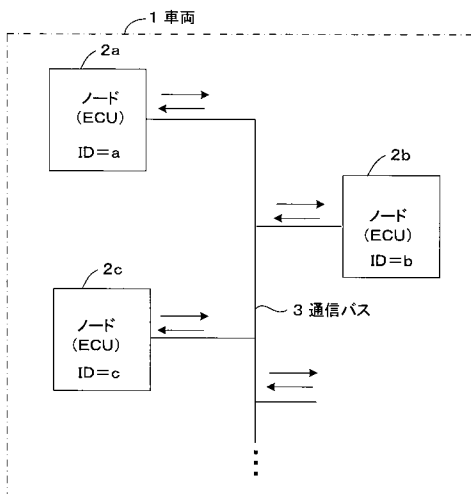 1 車両
2a
ノード
(ECU)
ID=a
2b
ノード
(ECU)
ID=b
2c
ノード
(ECU)
ID=c
3 通信バス